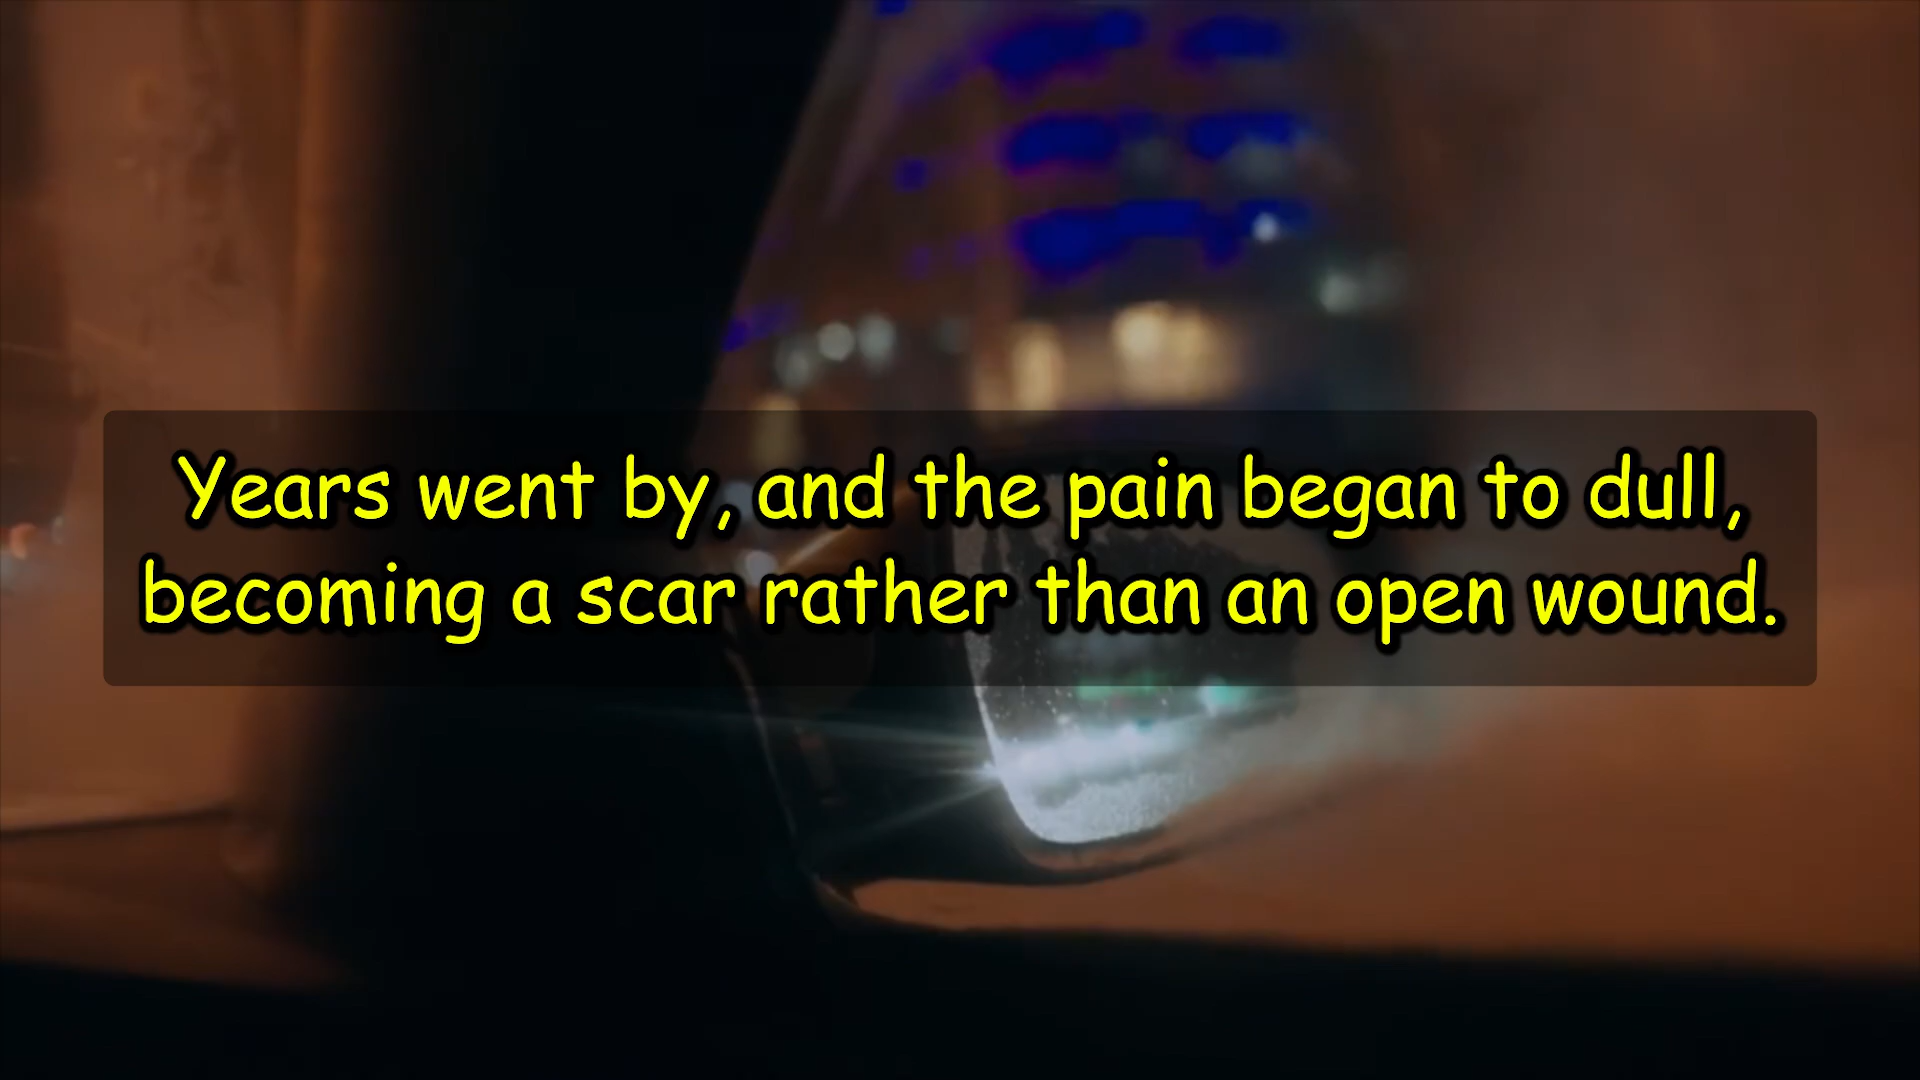 Years went by, and the pain began to dull,
becoming a scar rather than an open wound.